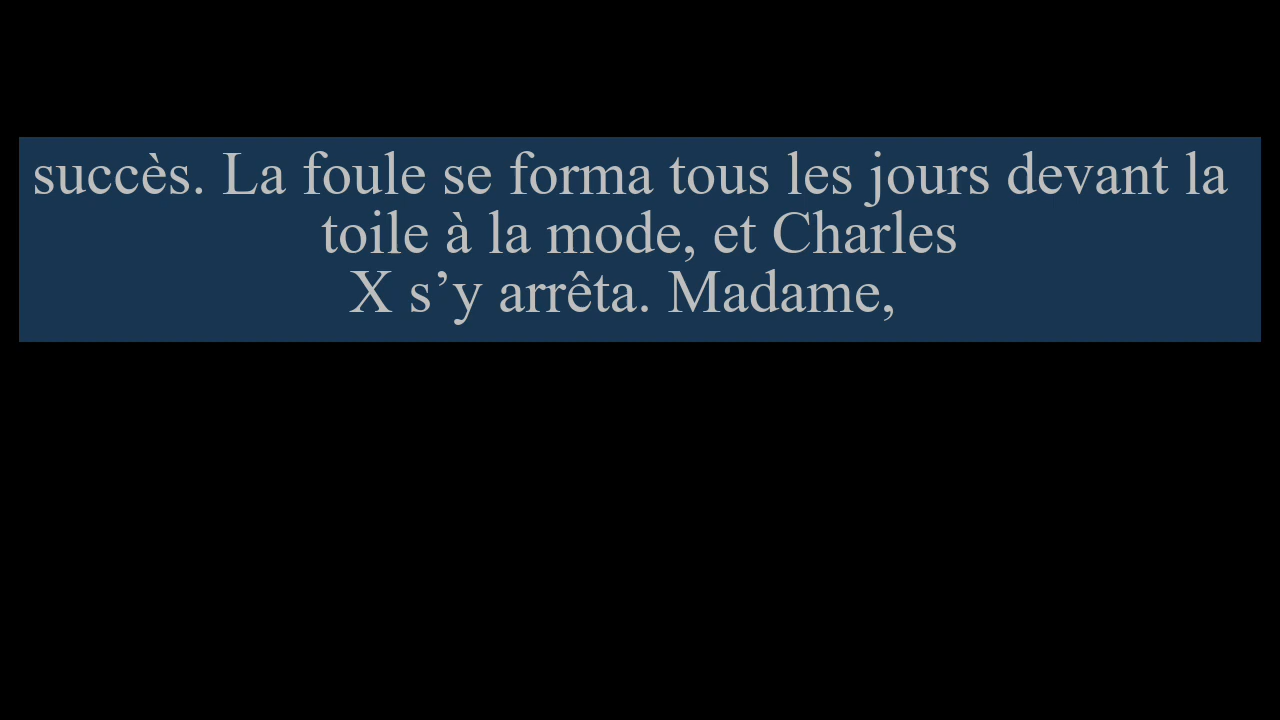 succès. La foule se forma tous les jours devant la
toile à la mode, et Charles
X s’y arrêta. Madame,